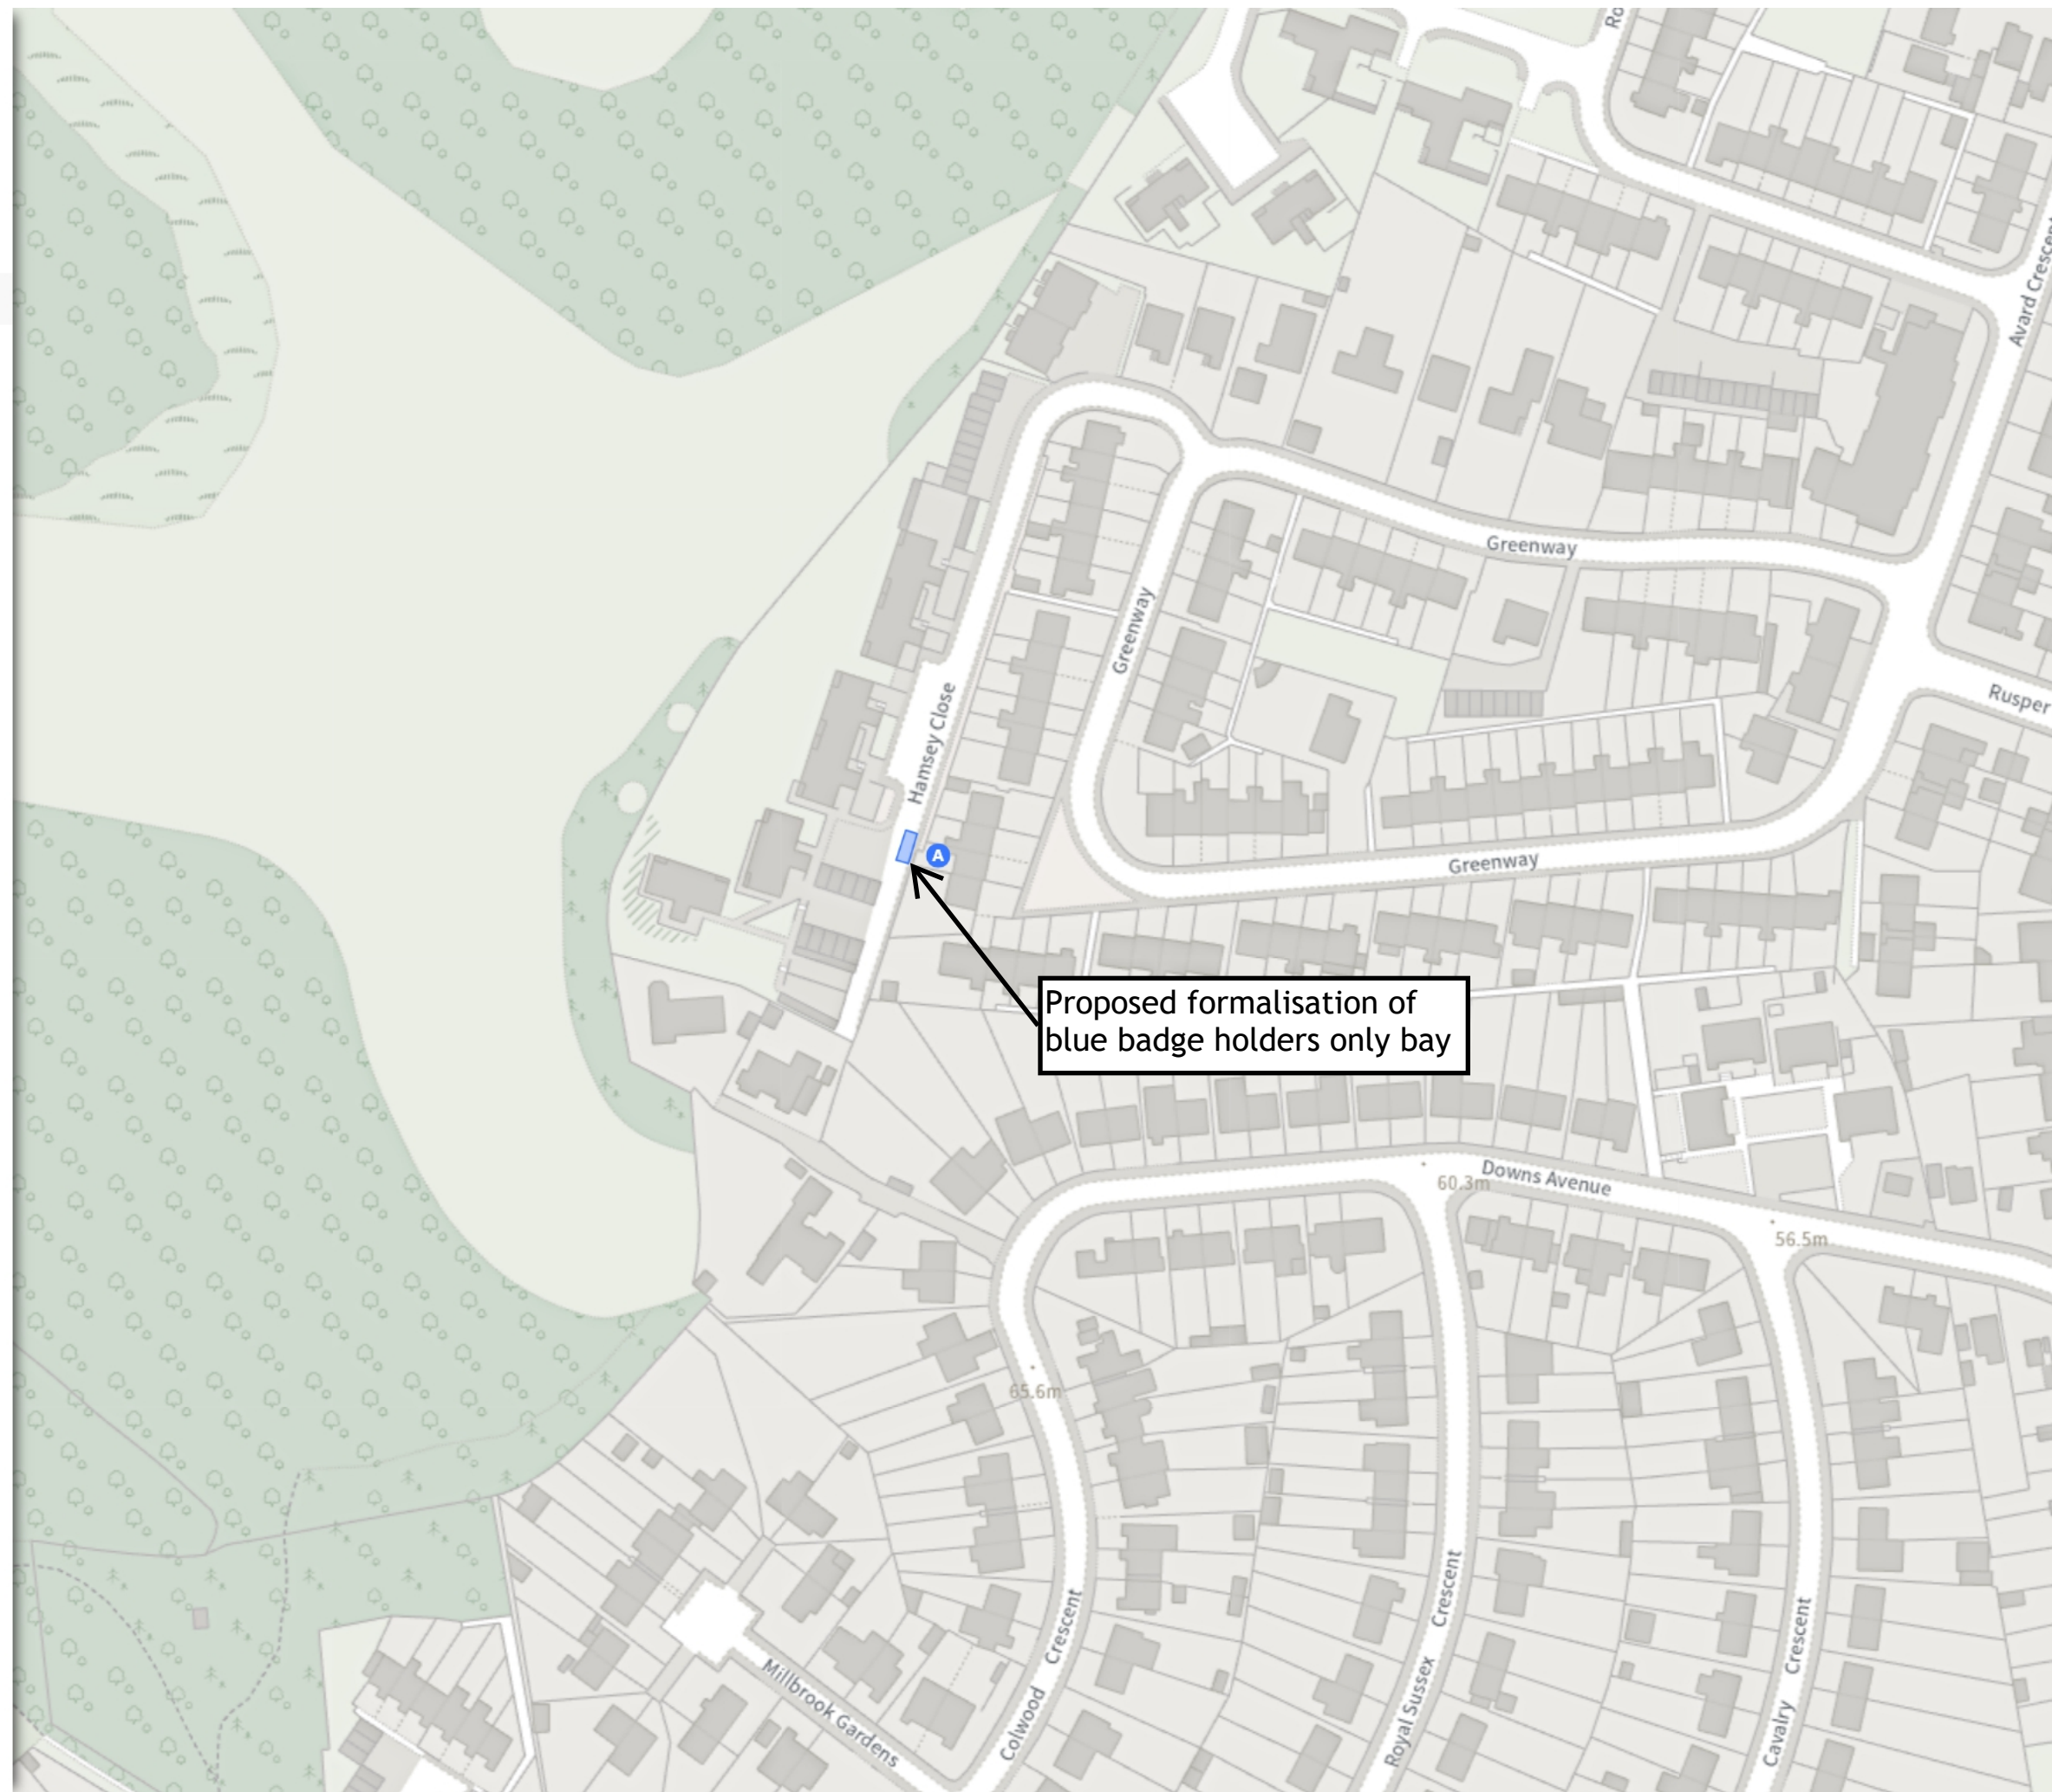 Ro
Avard Crescent
Greenway
Greenway
Rusper
Hamsey Close
A
Greenway
Proposed formalisation of
blue badge holders only bay
Downs Avenue
60.3m
56.5m
65.6m
Colwood Crescent
Royal Sussex Crescent
Cavalry Crescent
Millbrook Gardens